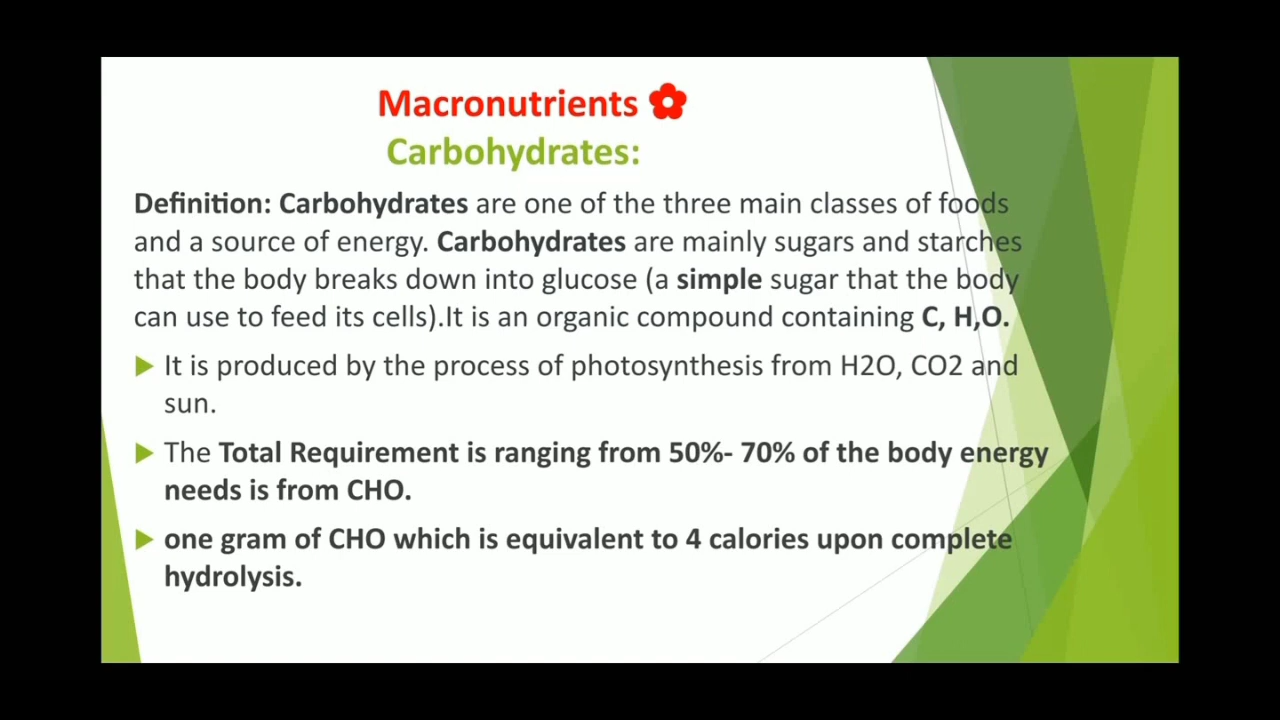 Macronutrients
Carbohydrates:
Definition: Carbohydrates are one of the three main classes of foods
and a source of energy. Carbohydrates are mainly sugars and starches
that the body breaks down into glucose (a simple sugar that the body
can use to feed its cells).It is an organic compound containing C, H,O.
It is produced by the process of photosynthesis from H2O, CO2 and
sun.
The Total Requirement is ranging from 50%- 70% of the body energy
needs is from CHO.
one gram of CHO which is equivalent to 4 calories upon complete
hydrolysis.